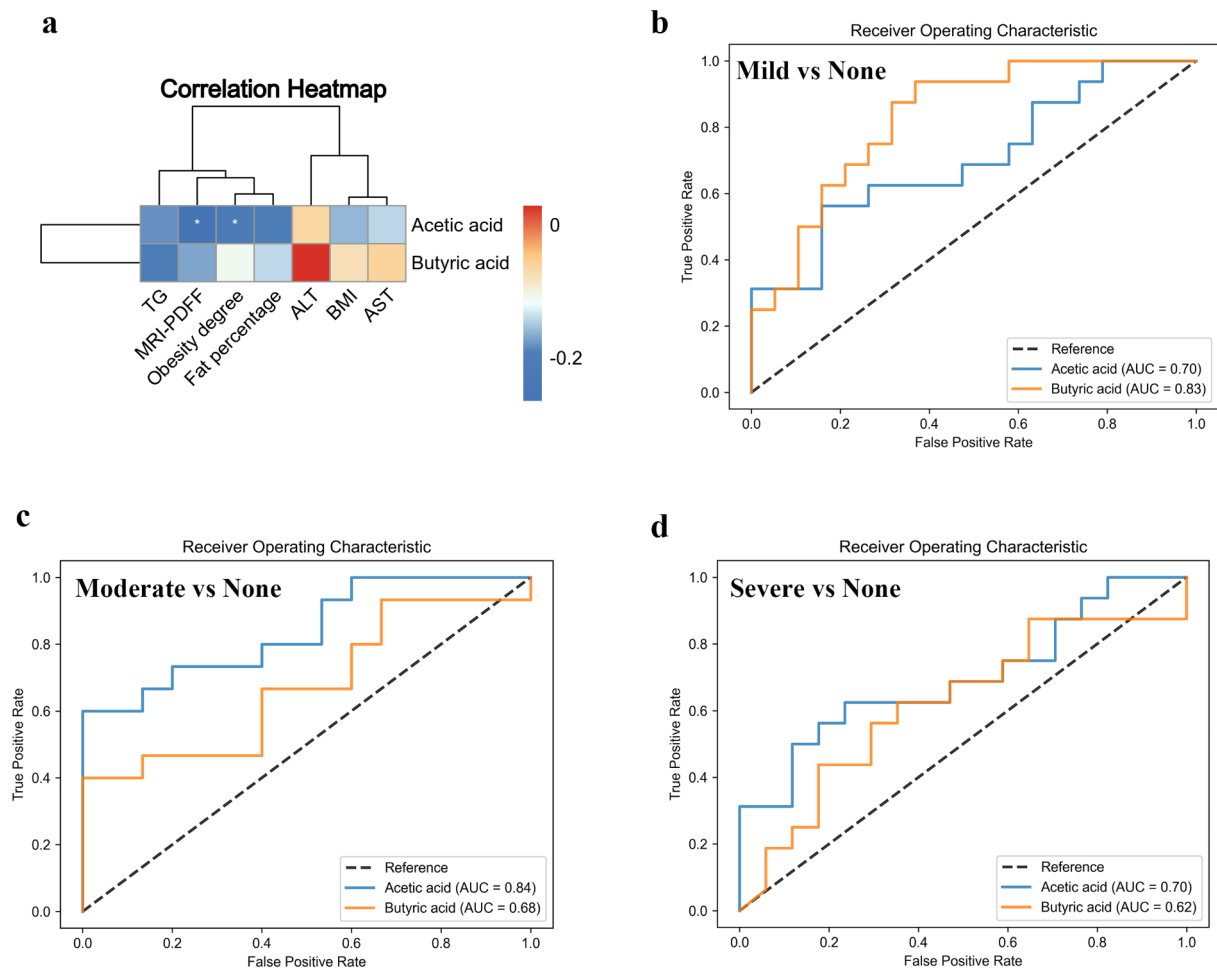 a
Correlation Heatmap
* *
Acetic acid
Butyric acid
TG
MRI-PDFF
Obesity degree
Fat percentage
ALT
BMI
AST
0
-0.2
b
Receiver Operating Characteristic
Mild vs None
True Positive Rate
1.0
0.8
0.6
0.4
0.2
0.0
0.0 0.2 0.4 0.6 0.8 1.0
False Positive Rate
Reference
Acetic acid (AUC = 0.70)
Butyric acid (AUC = 0.83)
c
Receiver Operating Characteristic
Moderate vs None
True Positive Rate
1.0
0.8
0.6
0.4
0.2
0.0
0.0 0.2 0.4 0.6 0.8 1.0
False Positive Rate
Reference
Acetic acid (AUC = 0.84)
Butyric acid (AUC = 0.68)
d
Receiver Operating Characteristic
Severe vs None
True Positive Rate
1.0
0.8
0.6
0.4
0.2
0.0
0.0 0.2 0.4 0.6 0.8 1.0
False Positive Rate
Reference
Acetic acid (AUC = 0.70)
Butyric acid (AUC = 0.62)